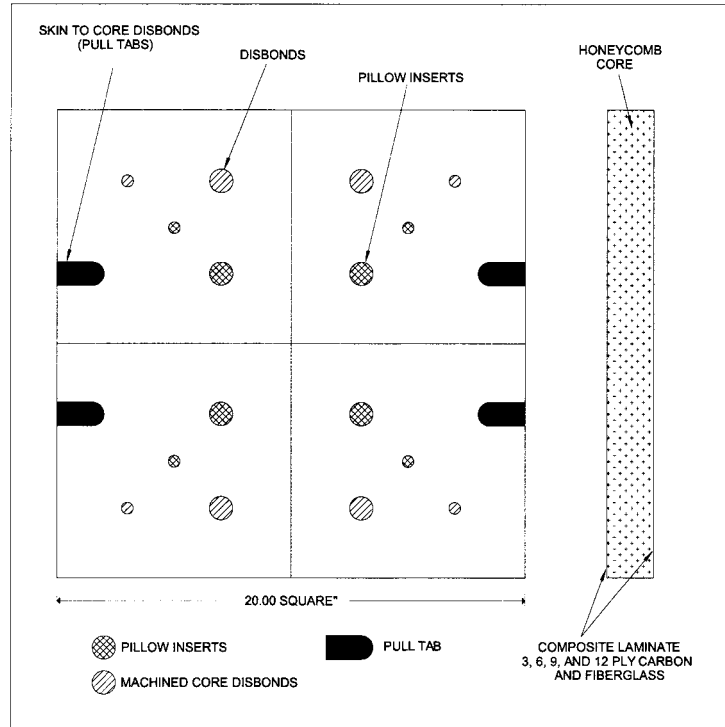 SKIN TO CORE DISBONDS
(PULL TABS)
DISBONDS
PILLOW INSERTS
HONEYCOMB
CORE
20.00 SQUARE"
PILLOW INSERTS
PULL TAB
MACHINED CORE DISBONDS
COMPOSITE LAMINATE
3, 6, 9, AND 12 PLY CARBON
AND FIBERGLASS